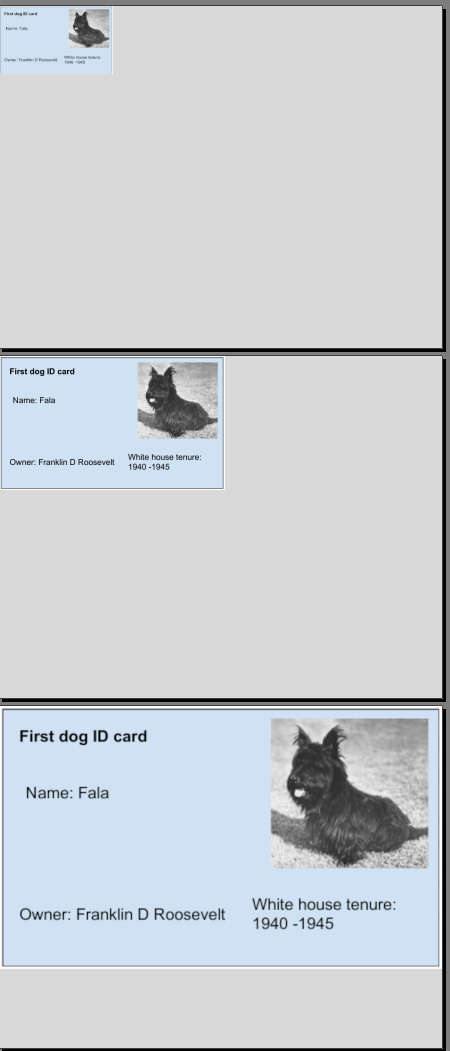 First dog ID card
Name: Fala
Owner: Franklin D Roosevelt
White house tenure:
1940 -1945
First dog ID card
Name: Fala
Owner: Franklin D Roosevelt
White house tenure:
1940 -1945
First dog ID card
Name: Fala
Owner: Franklin D Roosevelt
White house tenure:
1940 -1945